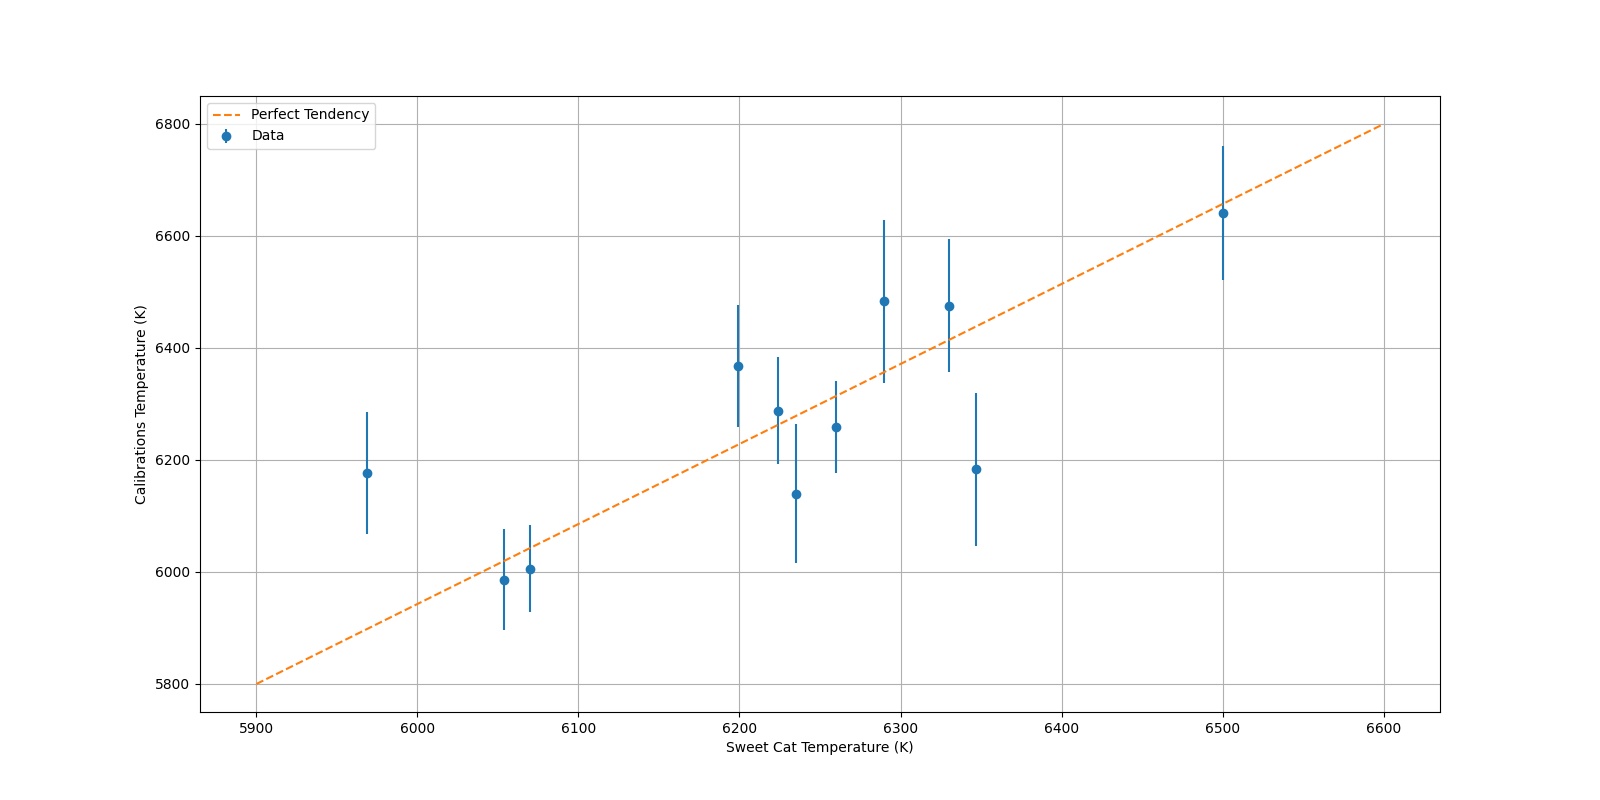 Perfect Tendency
Data
6800
6600
6400
6200
6000
5800
Calibrations Temperature (K)
5900 6000 6100 6200 6300 6400 6500 6600
Sweet Cat Temperature (K)